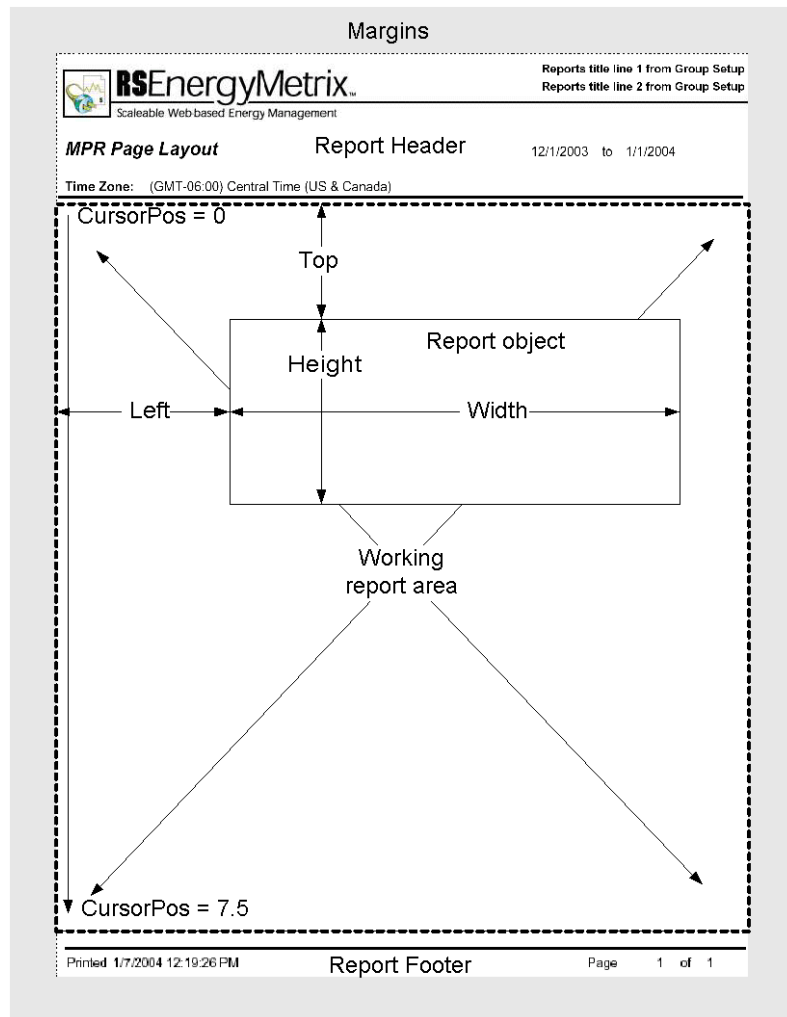 Margins
RSEnergyMetrix™
Scaleable Web-based Energy Management
Reports title line 1 from Group Setup
Reports title line 2 from Group Setup
MPR Page Layout
Report Header
12/1/2003 to 1/1/2004
Time Zone: (GMT-06:00) Central Time (US & Canada)
CursorPos = 0
Top
Report object
Height
Left
Width
Working
report area
CursorPos = 7.5
Printed 1/7/2004 12:19:26 PM
Report Footer
Page 1 of 1